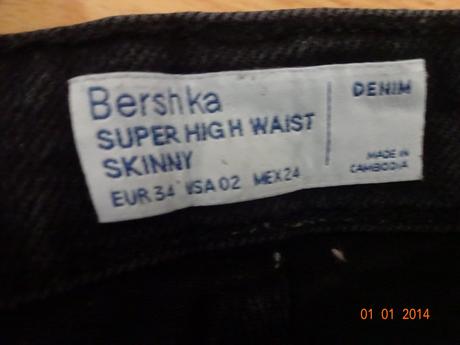 Bershka
SUPER HIGH WAIST
SKINNY
EUR 34 USA 02 MEX 24
DENIM
MADE IN
CAMBODIA
01 01 2014